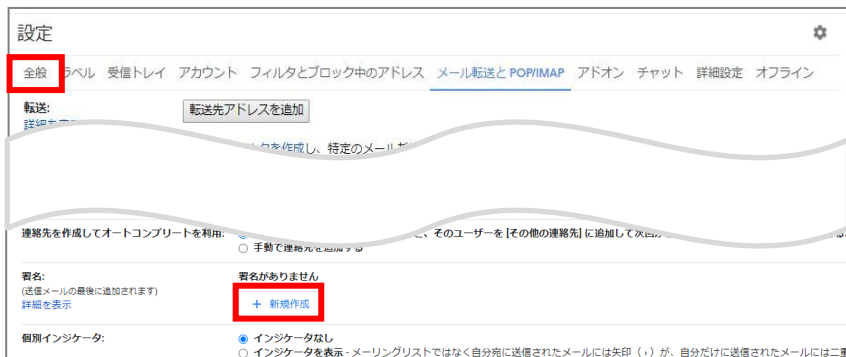 設定
全般 ラベル 受信トレイ アカウント フィルタとブロック中のアドレス メール転送と POP/IMAP アドオン チャット 詳細設定 オフライン
転送: 転送先アドレスを追加
詳細を表示
を作成し、特定のメールだ
連絡先を作成してオートコンプリートを利用: 、そのユーザーを [その他の連絡先] に追加して次回か
手動で連絡先を追加する
署名: 署名がありません
(送信メールの最後に追加されます)
詳細を表示 + 新規作成
個別インジケータ: インジケータなし
インジケータを表示 - メーリングリストではなく自分宛に送信されたメールには矢印 (›) が、自分だけに送信されたメールには二重